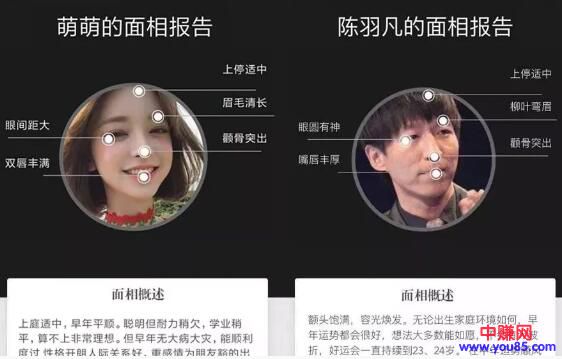 萌萌的面相报告
上停适中
眉毛清长
眼间距大
颧骨突出
双唇丰满
面相概述
上庭适中，早年平顺。聪明但耐力稍欠，学业稍
平，算不上非常理想。但早年无大病大灾，能顺利
度过.性格开朗人际关系好，重感情为朋友豁的出
陈羽凡的面相报告
上停适中
柳叶弯眉
眼圆有神
颧骨突出
嘴唇丰厚
面相概述
额头饱满，容光焕发。无论出生家庭环境如何，早
年运势都会很好，想法大多数能如愿，
折，好运会一直持续到23、24岁，
中赚网
www.you85.com